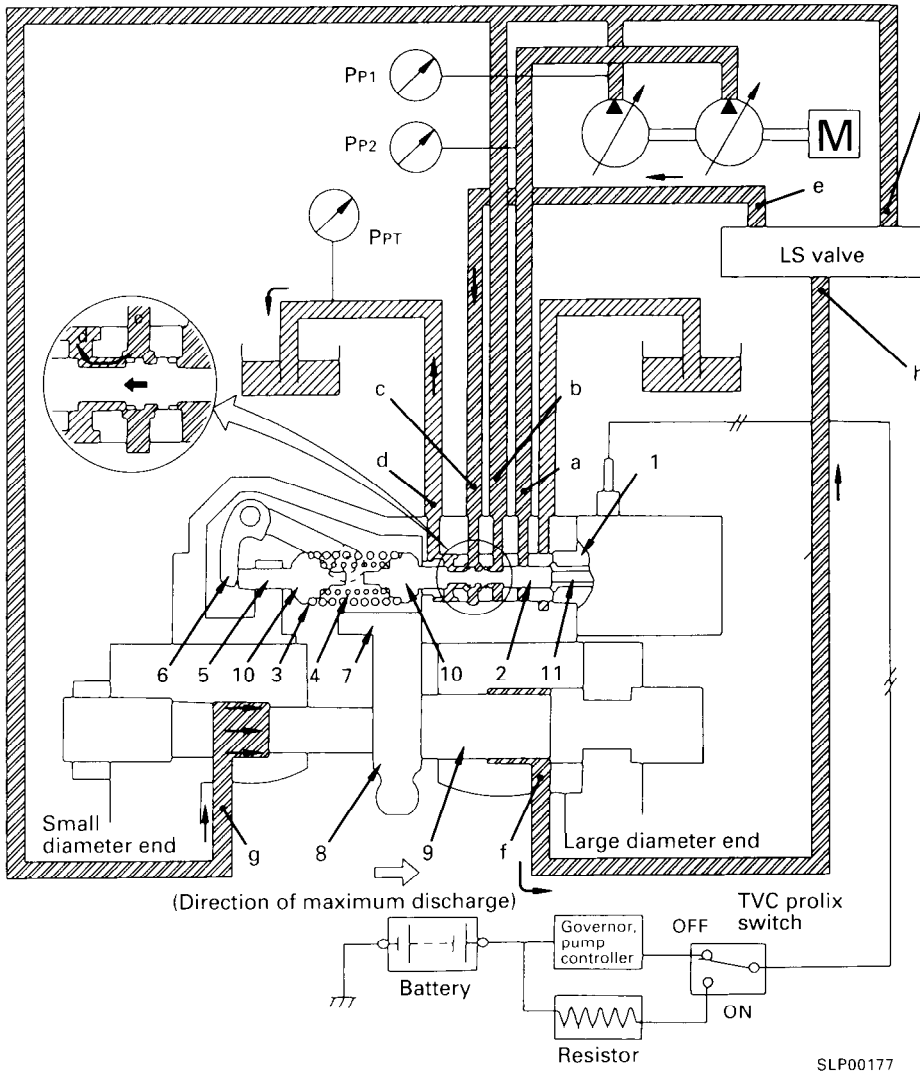 PP1
PP2
PPT
M
e
LS valve
h
c
b
a
d
d
c
1
6
5
10
3
4
7
10
2
11
Small
diameter end
g
8
9
f
Large diameter end
(Direction of maximum discharge)
TVC prolix
switch
OFF
ON
Governor,
pump
controller
Battery
Resistor
SLP00177